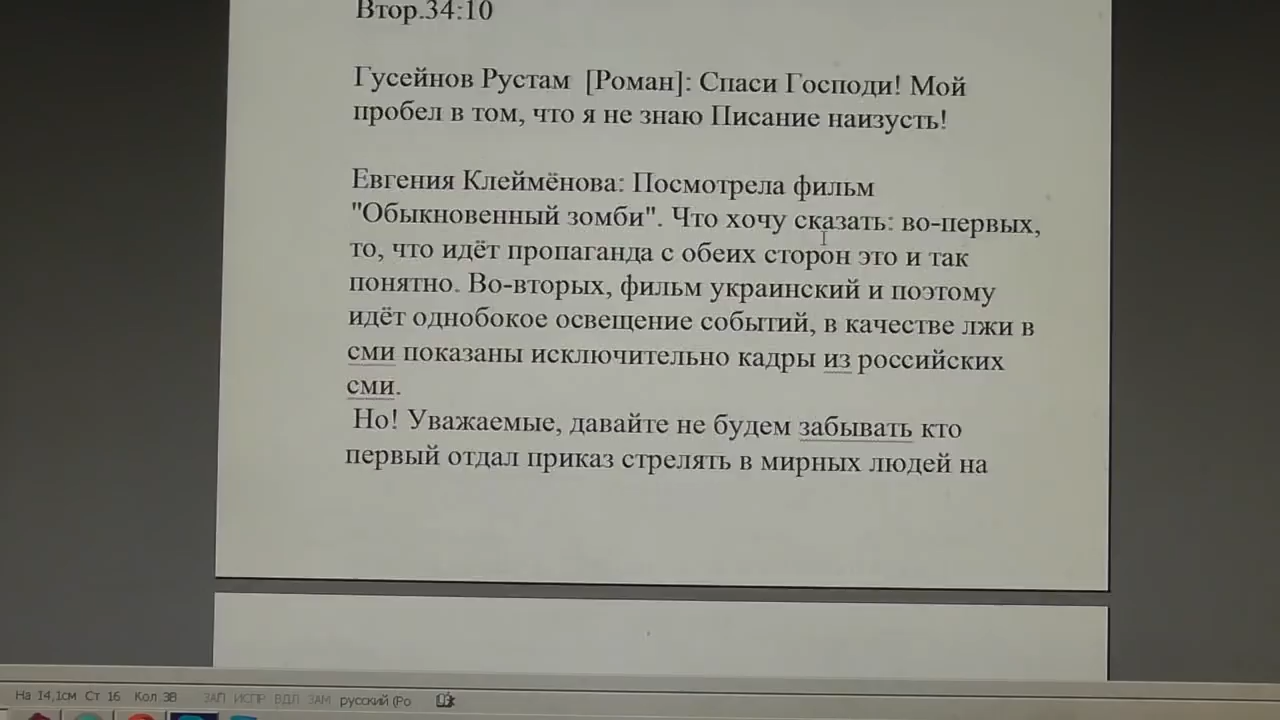 Втор.34:10
Гусейнов Рустам [Роман]: Спаси Господи! Мой
пробел в том, что я не знаю Писание наизусть!
Евгения Клеймёнова: Посмотрела фильм
"Обыкновенный зомби". Что хочу сказать: во-первых,
то, что идёт пропаганда с обеих сторон это и так
понятно. Во-вторых, фильм украинский и поэтому
идёт однобокое освещение событий, в качестве лжи в
сми показаны исключительно кадры из российских
сми.
Но! Уважаемые, давайте не будем забывать кто
первый отдал приказ стрелять в мирных людей на
На 14,1см Ст 16 Кол 38 ЗАП ИСПР ВДЛ ЗАМ русский (Ро